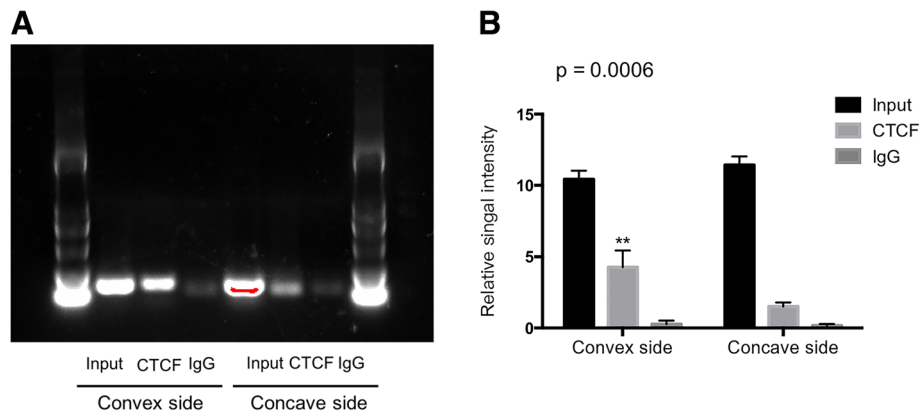 A
Input CTCF IgG Input CTCF IgG
Convex side Concave side
B
p = 0.0006
Relative singal intensity
15
10
5
0
**
Convex side Concave side
Input
CTCF
IgG